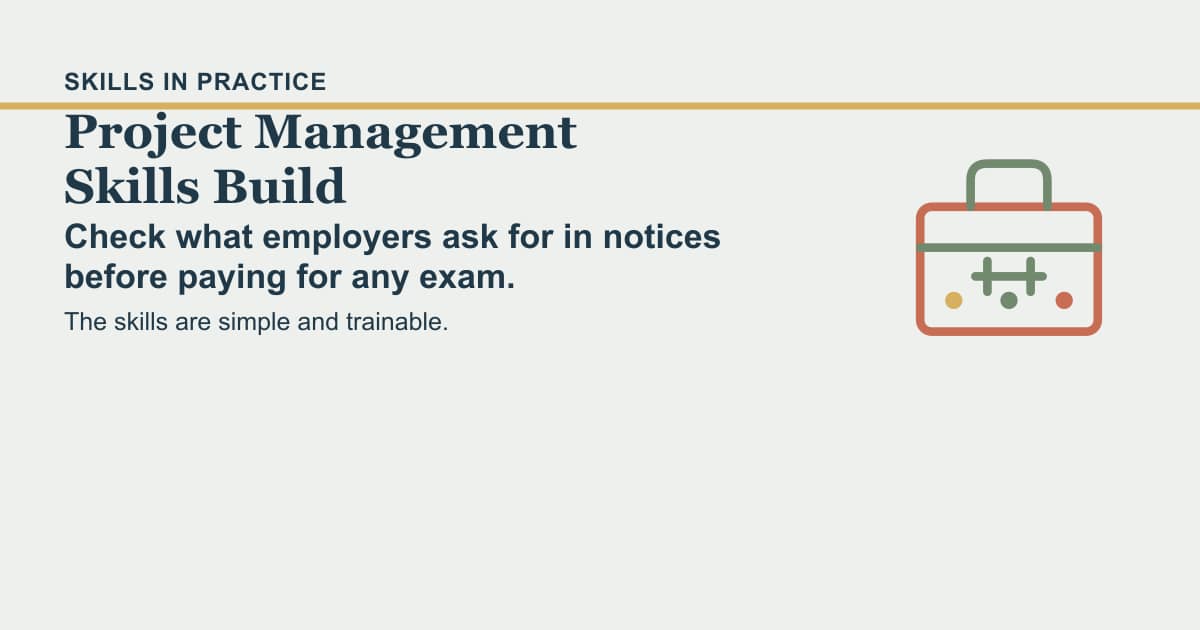 SKILLS IN PRACTICE
Project Management
Skills Build
Check what employers ask for in notices
before paying for any exam.
The skills are simple and trainable.